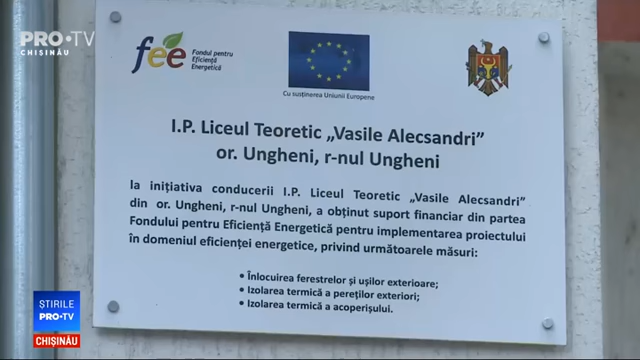 PRO•TV
CHIȘINĂU
fee
Fondul pentru
Eficiență
Energetică
Cu susținerea Uniunii Europene
I.P. Liceul Teoretic „Vasile Alecsandri”
or. Ungheni, r-nul Ungheni
la inițiativa conducerii I.P. Liceul Teoretic „Vasile Alecsandri”
din or. Ungheni, r-nul Ungheni, a obținut suport financiar din partea
Fondului pentru Eficiență Energetică pentru implementarea proiectului
în domeniul eficienței energetice, privind următoarele măsuri:
• Înlocuirea ferestrelor și ușilor exterioare;
• Izolarea termică a pereților exteriori;
• Izolarea termică a acoperișului.
ȘTIRILE
PRO•TV
CHIȘINĂU